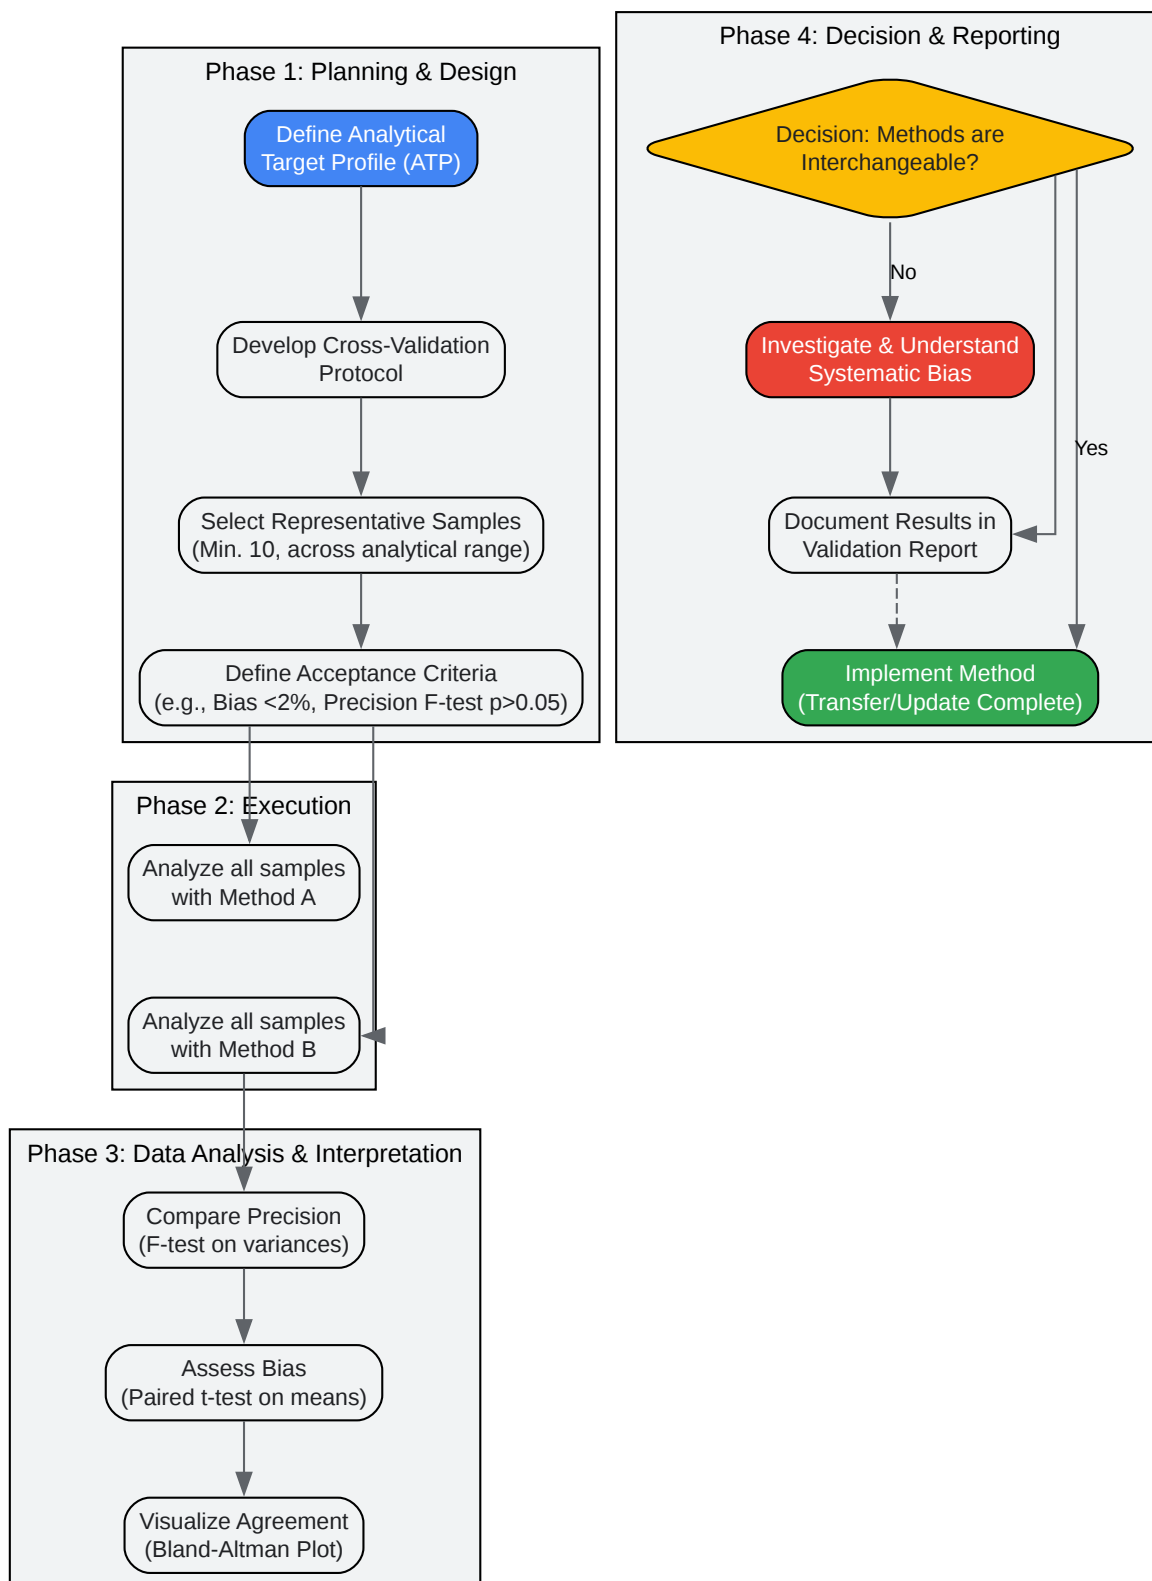 Phase 1: Planning & Design
Define Analytical
Target Profile (ATP)
Develop Cross-Validation
Protocol
Select Representative Samples
(Min. 10, across analytical range)
Define Acceptance Criteria
(e.g., Bias <2%, Precision F-test p>0.05)
Phase 2: Execution
Analyze all samples
with Method A
Analyze all samples
with Method B
Phase 3: Data Analysis & Interpretation
Compare Precision
(F-test on variances)
Assess Bias
(Paired t-test on means)
Visualize Agreement
(Bland-Altman Plot)
Phase 4: Decision & Reporting
Decision: Methods are
Interchangeable?
No
Investigate & Understand
Systematic Bias
Yes
Document Results in
Validation Report
Implement Method
(Transfer/Update Complete)